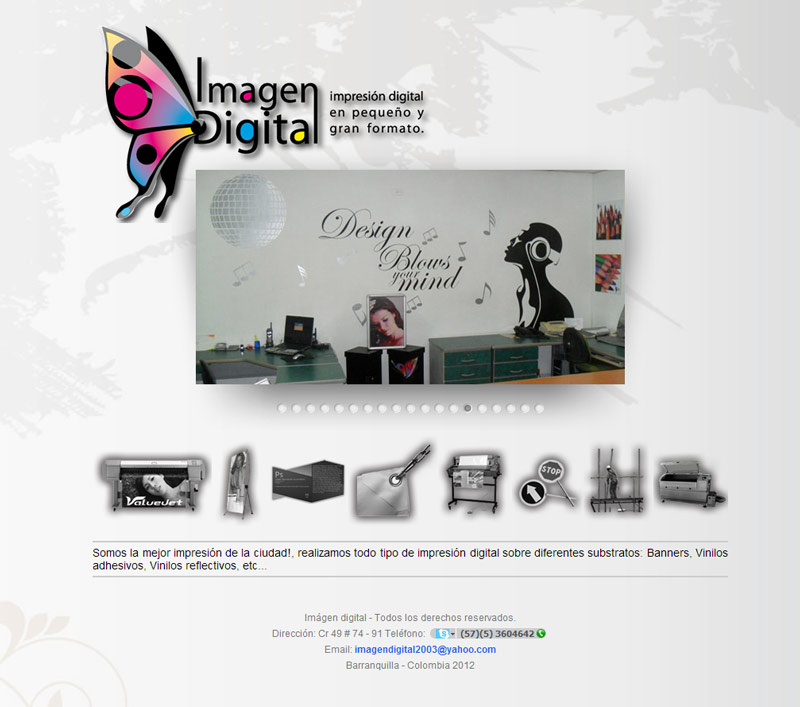 Imagen
Digital
impresión digital
en pequeño y
gran formato.
Design
Blows
your
mind
Ps
ValueJet
STOP
Somos la mejor impresión de la ciudad!, realizamos todo tipo de impresión digital sobre diferentes substratos: Banners, Vinilos
adhesivos, Vinilos reflectivos, etc...
Imágen digital - Todos los derechos reservados.
Dirección: Cr 49 # 74 - 91 Teléfono: (57)(5) 3604642
Email: imagendigital2003@yahoo.com
Barranquilla - Colombia 2012